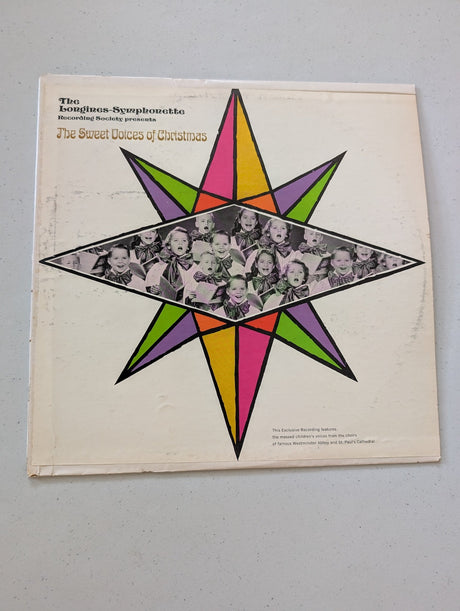 The
Longines-Symphonette
Recording Society presents
The Sweet Voices of Christmas
This Exclusive Recording features
the massed children's voices from the choirs
of famous Westminster Abbey and St. Paul's Cathedral